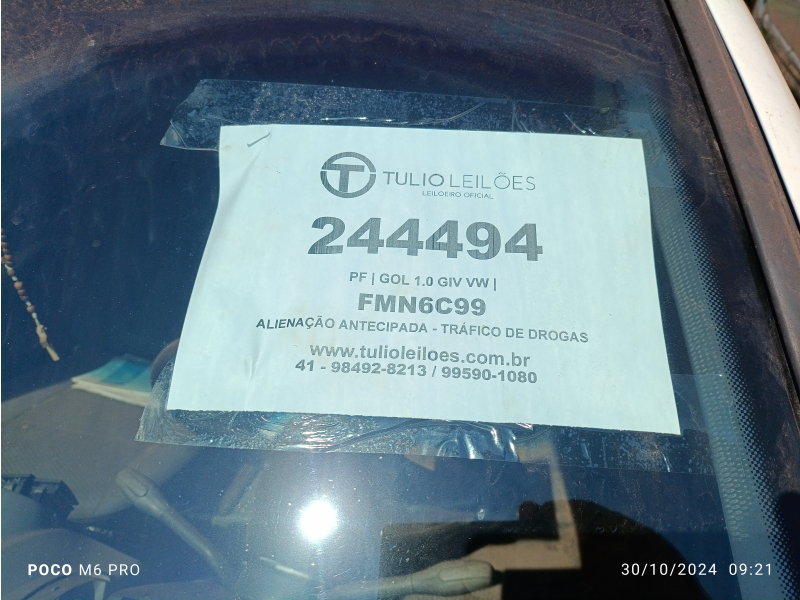 TULIO LEILÕES
LEILOEIRO OFICIAL
244494
PF | GOL 1.0 GIV VW |
FMN6C99
ALIENAÇÃO ANTECIPADA - TRÁFICO DE DROGAS
www.tulioleiloes.com.br
41 - 98492-8213 / 99590-1080
POCO M6 PRO
30/10/2024 09:21